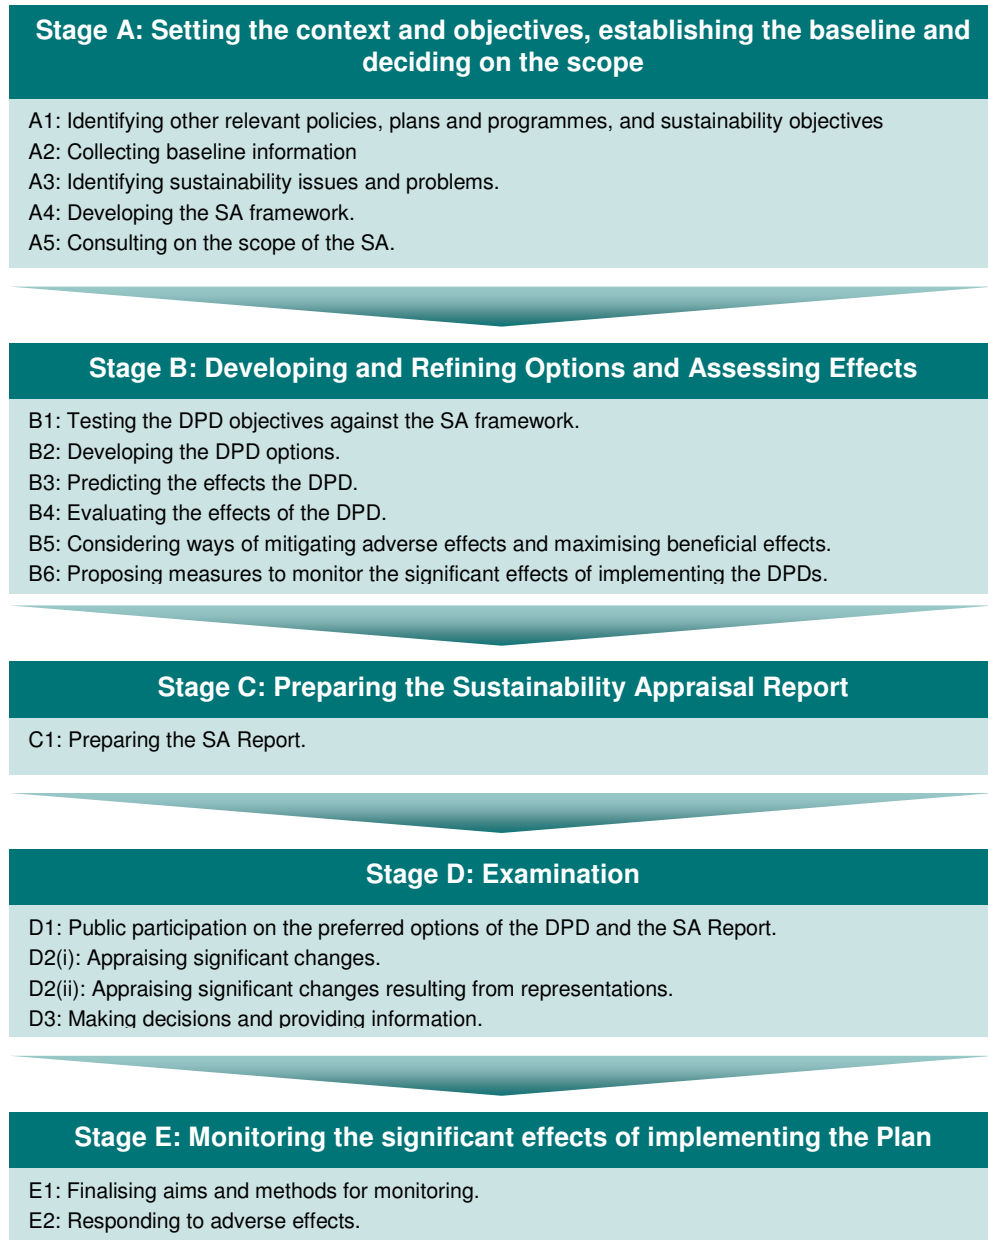 Stage A: Setting the context and objectives, establishing the baseline and
deciding on the scope
A1: Identifying other relevant policies, plans and programmes, and sustainability objectives
A2: Collecting baseline information
A3: Identifying sustainability issues and problems.
A4: Developing the SA framework.
A5: Consulting on the scope of the SA.
Stage B: Developing and Refining Options and Assessing Effects
B1: Testing the DPD objectives against the SA framework.
B2: Developing the DPD options.
B3: Predicting the effects the DPD.
B4: Evaluating the effects of the DPD.
B5: Considering ways of mitigating adverse effects and maximising beneficial effects.
B6: Proposing measures to monitor the significant effects of implementing the DPDs.
Stage C: Preparing the Sustainability Appraisal Report
C1: Preparing the SA Report.
Stage D: Examination
D1: Public participation on the preferred options of the DPD and the SA Report.
D2(i): Appraising significant changes.
D2(ii): Appraising significant changes resulting from representations.
D3: Making decisions and providing information.
Stage E: Monitoring the significant effects of implementing the Plan
E1: Finalising aims and methods for monitoring.
E2: Responding to adverse effects.